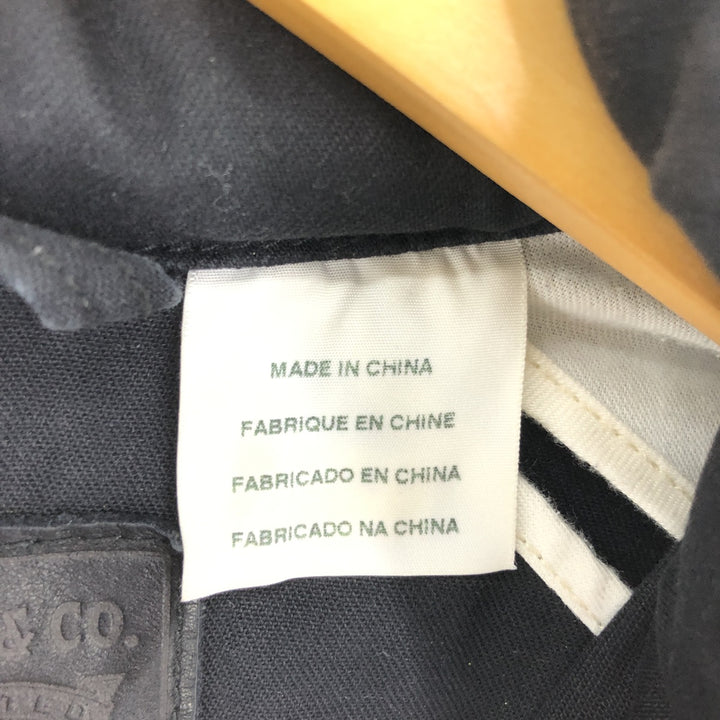 MADE IN CHINA
FABRIQUE EN CHINE
FABRICADO EN CHINA
FABRICADO NA CHINA
& CO.